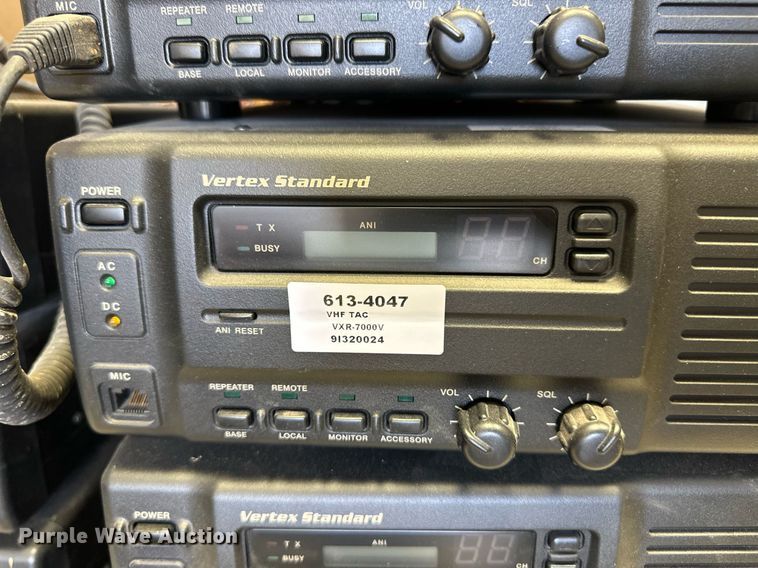 MIC
REPEATER REMOTE
BASE LOCAL MONITOR ACCESSORY
VOL SQL
Vertex Standard
POWER
TX
ANI
BUSY
CH
AC
DC
ANI RESET
613-4047
VHF TAC
VXR-7000V
9I320024
MIC
REPEATER REMOTE
BASE LOCAL MONITOR ACCESSORY
VOL SQL
POWER
Vertex Standard
TX
ANI
BUSY
CH
Purple Wave Auction